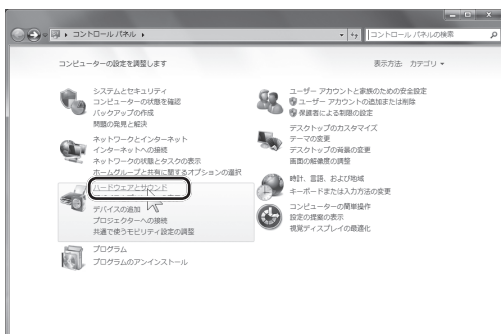 コントロール パネル
コントロール パネルの検索
コンピューターの設定を調整します
表示方法: カテゴリ
システムとセキュリティ
コンピューターの状態を確認
バックアップの作成
問題の発見と解決
ネットワークとインターネット
インターネットへの接続
ネットワークの状態とタスクの表示
ホームグループと共有に関するオプションの選択
ハードウェアとサウンド
デバイスの追加
プロジェクターへの接続
共通で使うモビリティ設定の調整
プログラム
プログラムのアンインストール
ユーザー アカウントと家族のための安全設定
ユーザー アカウントの追加または削除
保護者による制限の設定
デスクトップのカスタマイズ
テーマの変更
デスクトップの背景の変更
画面の解像度の調整
時計、言語、および地域
キーボードまたは入力方法の変更
コンピューターの簡単操作
設定の提案の表示
視覚ディスプレイの最適化